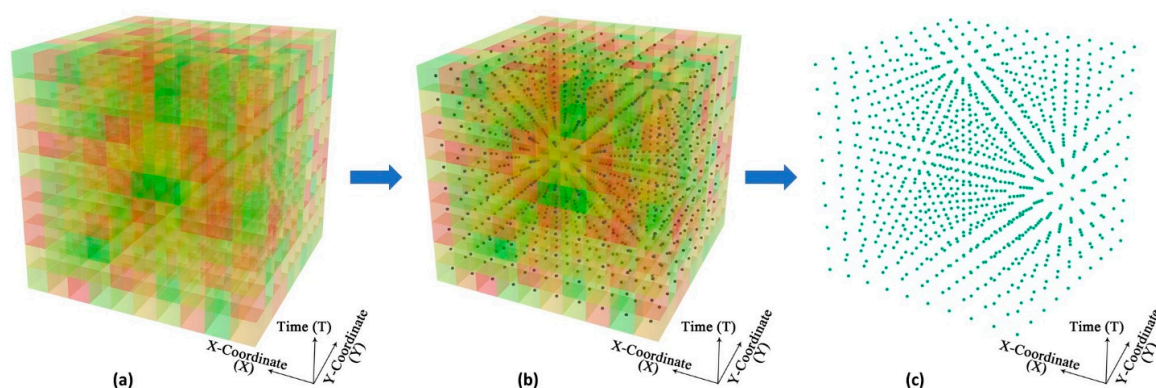 Time (T)
X-Coordinate
(X)
Y-Coordinate
(Y)
(a)
Time (T)
X-Coordinate
(X)
Y-Coordinate
(Y)
(b)
Time (T)
X-Coordinate
(X)
Y-Coordinate
(Y)
(c)